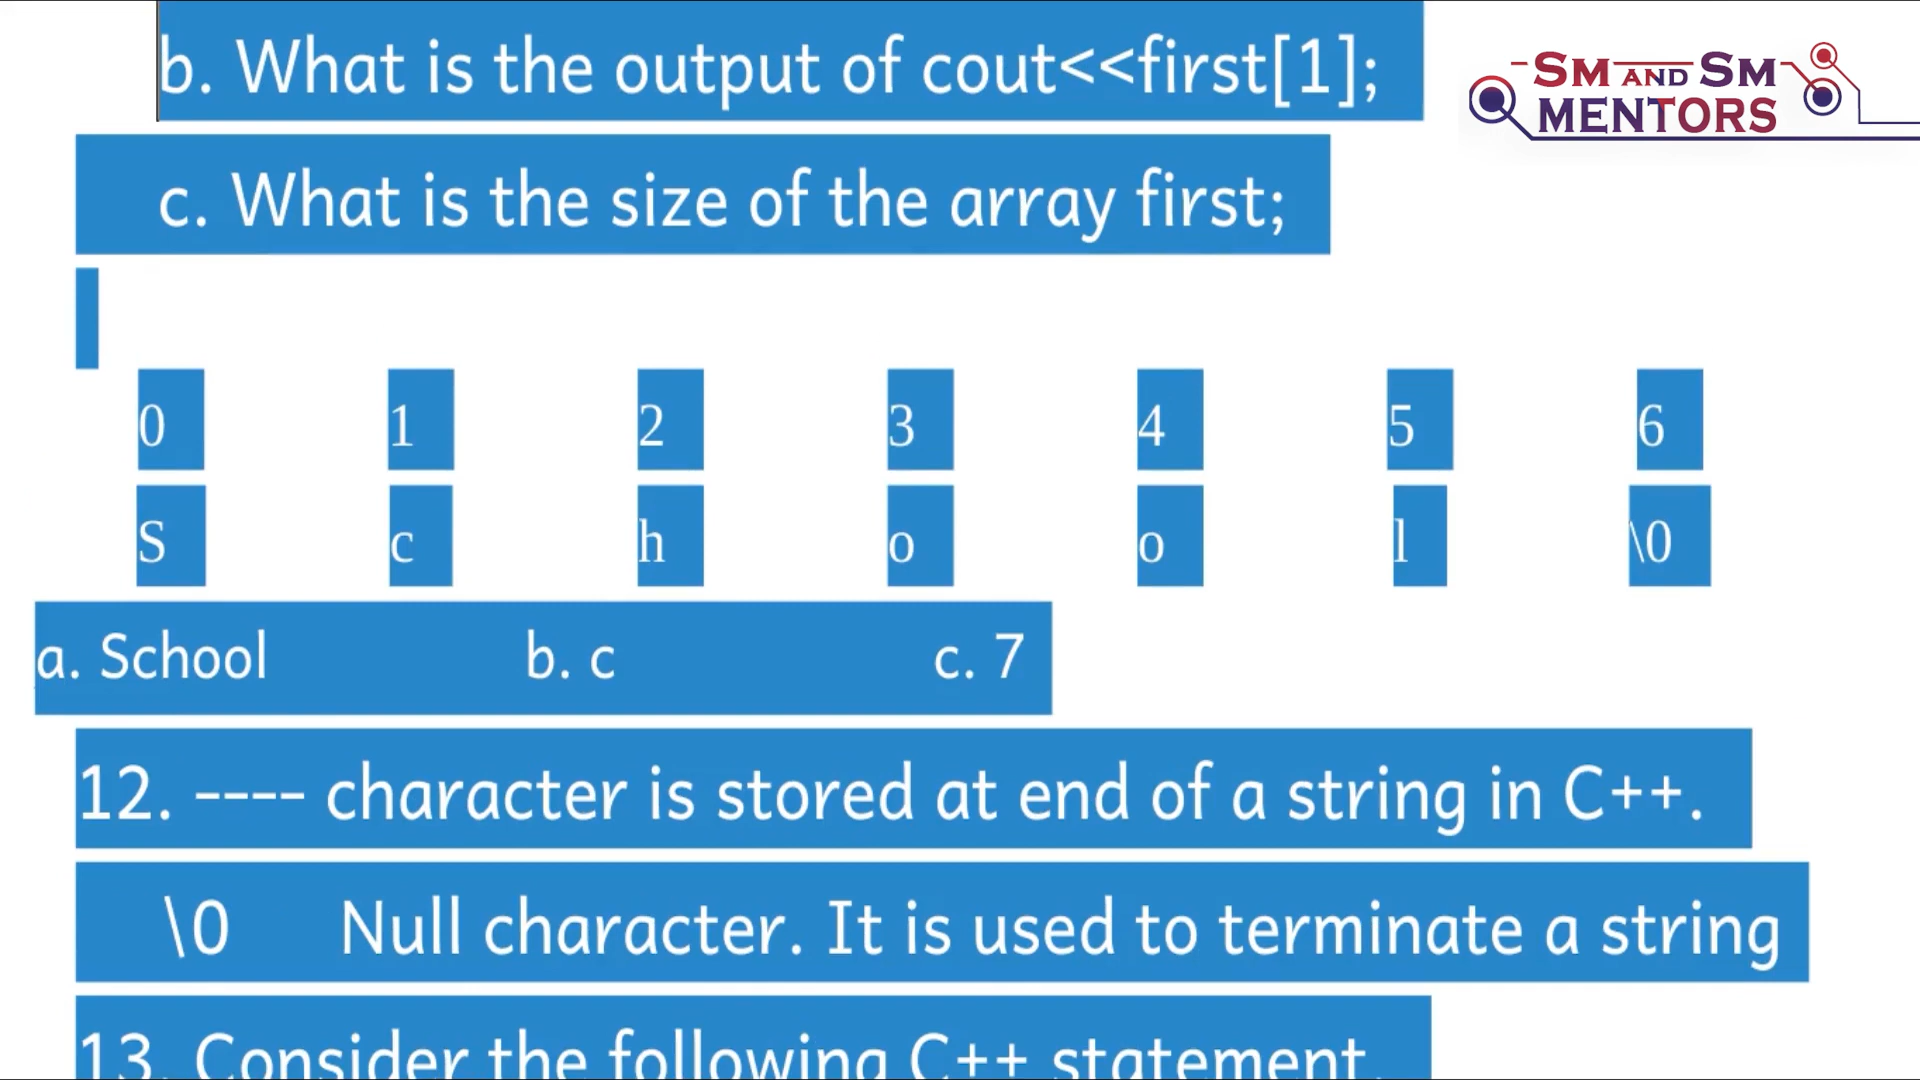 b. What is the output of cout<<first[1];
SM AND SM
MENTORS
c. What is the size of the array first;
0 1 2 3 4 5 6
S c h o o l \0
a. School b. c c. 7
12. ---- character is stored at end of a string in C++.
\0 Null character. It is used to terminate a string
13. Consider the following C++ statement.